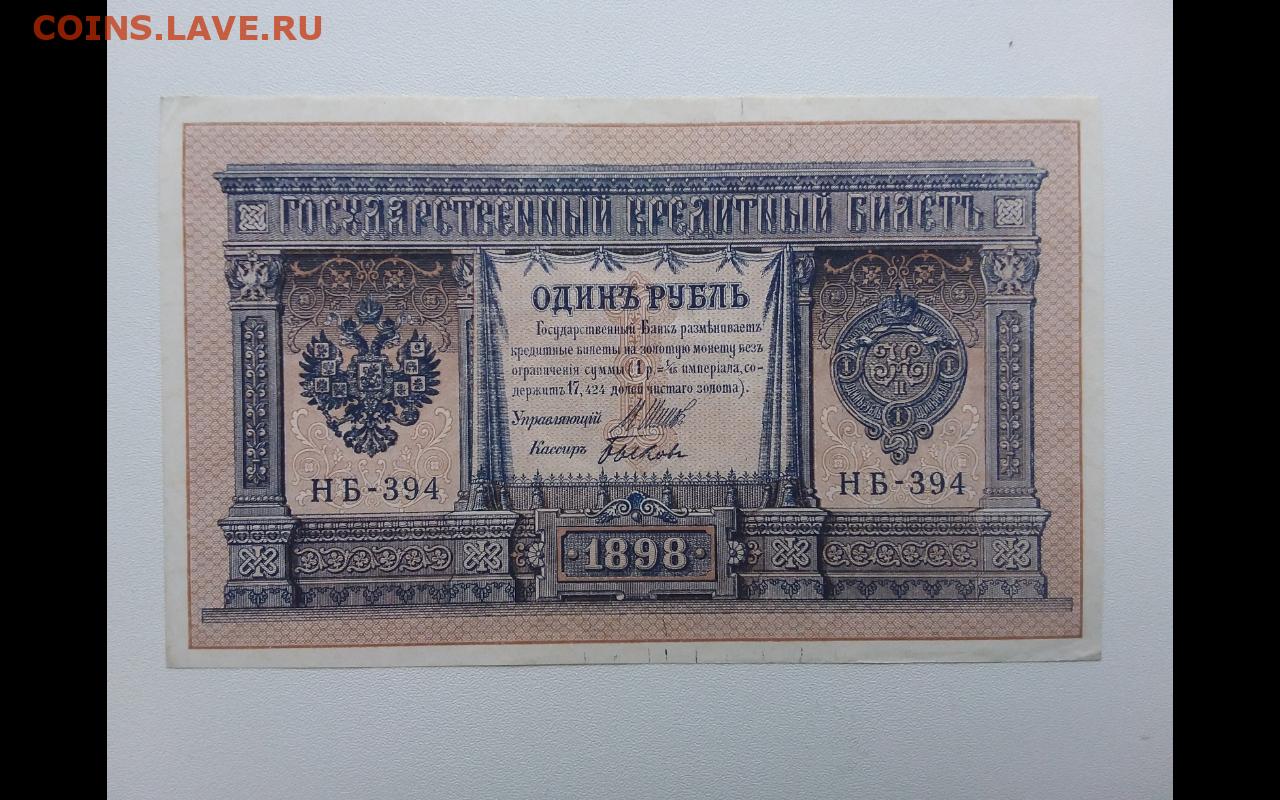 COINS.LAVE.RU
ГОСУДАРСТВЕННЫЙ КРЕДИТНЫЙ БИЛЕТЪ
ОДИНЪ РУБЛЬ
Государственный Банкъ размѣниваетъ
кредитные билеты на золотую монету безъ
ограниченія суммы (1 р. = 1/15 имперіала, со-
держитъ 17,424 долей чистаго золота).
Управляющій
Кассиръ
НБ-394
НБ-394
1898